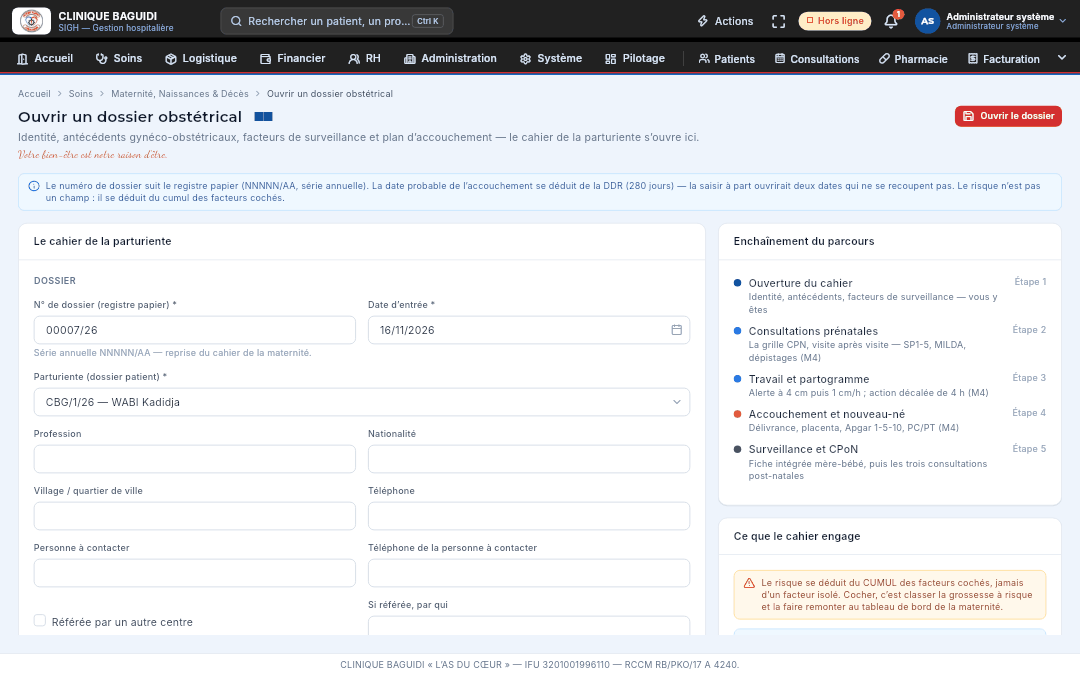 CLINIQUE BAGUIDI
SIGH — Gestion hospitalière
Rechercher un patient, un pro... Ctrl K
Actions
Hors ligne
1
AS
Administrateur système
Administrateur système
Accueil Soins Logistique Financier RH Administration Système Pilotage Patients Consultations Pharmacie Facturation
Accueil > Soins > Maternité, Naissances & Décès > Ouvrir un dossier obstétrical
Ouvrir un dossier obstétrical
Ouvrir le dossier
Identité, antécédents gynéco-obstétricaux, facteurs de surveillance et plan d'accouchement — le cahier de la parturiente s'ouvre ici.
Votre bien-être est notre raison d'être.
Le numéro de dossier suit le registre papier (NNNNN/AA, série annuelle). La date probable de l'accouchement se déduit de la DDR (280 jours) — la saisir à part ouvrirait deux dates qui ne se recoupent pas. Le risque n'est pas
un champ : il se déduit du cumul des facteurs cochés.
Le cahier de la parturiente
DOSSIER
N° de dossier (registre papier) * Date d'entrée *
00007/26 16/11/2026
Série annuelle NNNNN/AA — reprise du cahier de la maternité.
Parturiente (dossier patient) *
CBG/1/26 — WABI Kadidja
Profession Nationalité
Village / quartier de ville Téléphone
Personne à contacter Téléphone de la personne à contacter
Si référée, par qui
Référée par un autre centre
Enchaînement du parcours
Ouverture du cahier Étape 1
Identité, antécédents, facteurs de surveillance — vous y
êtes
Consultations prénatales Étape 2
La grille CPN, visite après visite — SP1-5, MILDA,
dépistages (M4)
Travail et partogramme Étape 3
Alerte à 4 cm puis 1 cm/h ; action décalée de 4 h (M4)
Accouchement et nouveau-né Étape 4
Délivrance, placenta, Apgar 1-5-10, PC/PT (M4)
Surveillance et CPoN Étape 5
Fiche intégrée mère-bébé, puis les trois consultations
post-natales
Ce que le cahier engage
Le risque se déduit du CUMUL des facteurs cochés, jamais
d'un facteur isolé. Cocher, c'est classer la grossesse à risque
et la faire remonter au tableau de bord de la maternité.
CLINIQUE BAGUIDI « L'AS DU CŒUR » — IFU 3201001996110 — RCCM RB/PKO/17 A 4240.